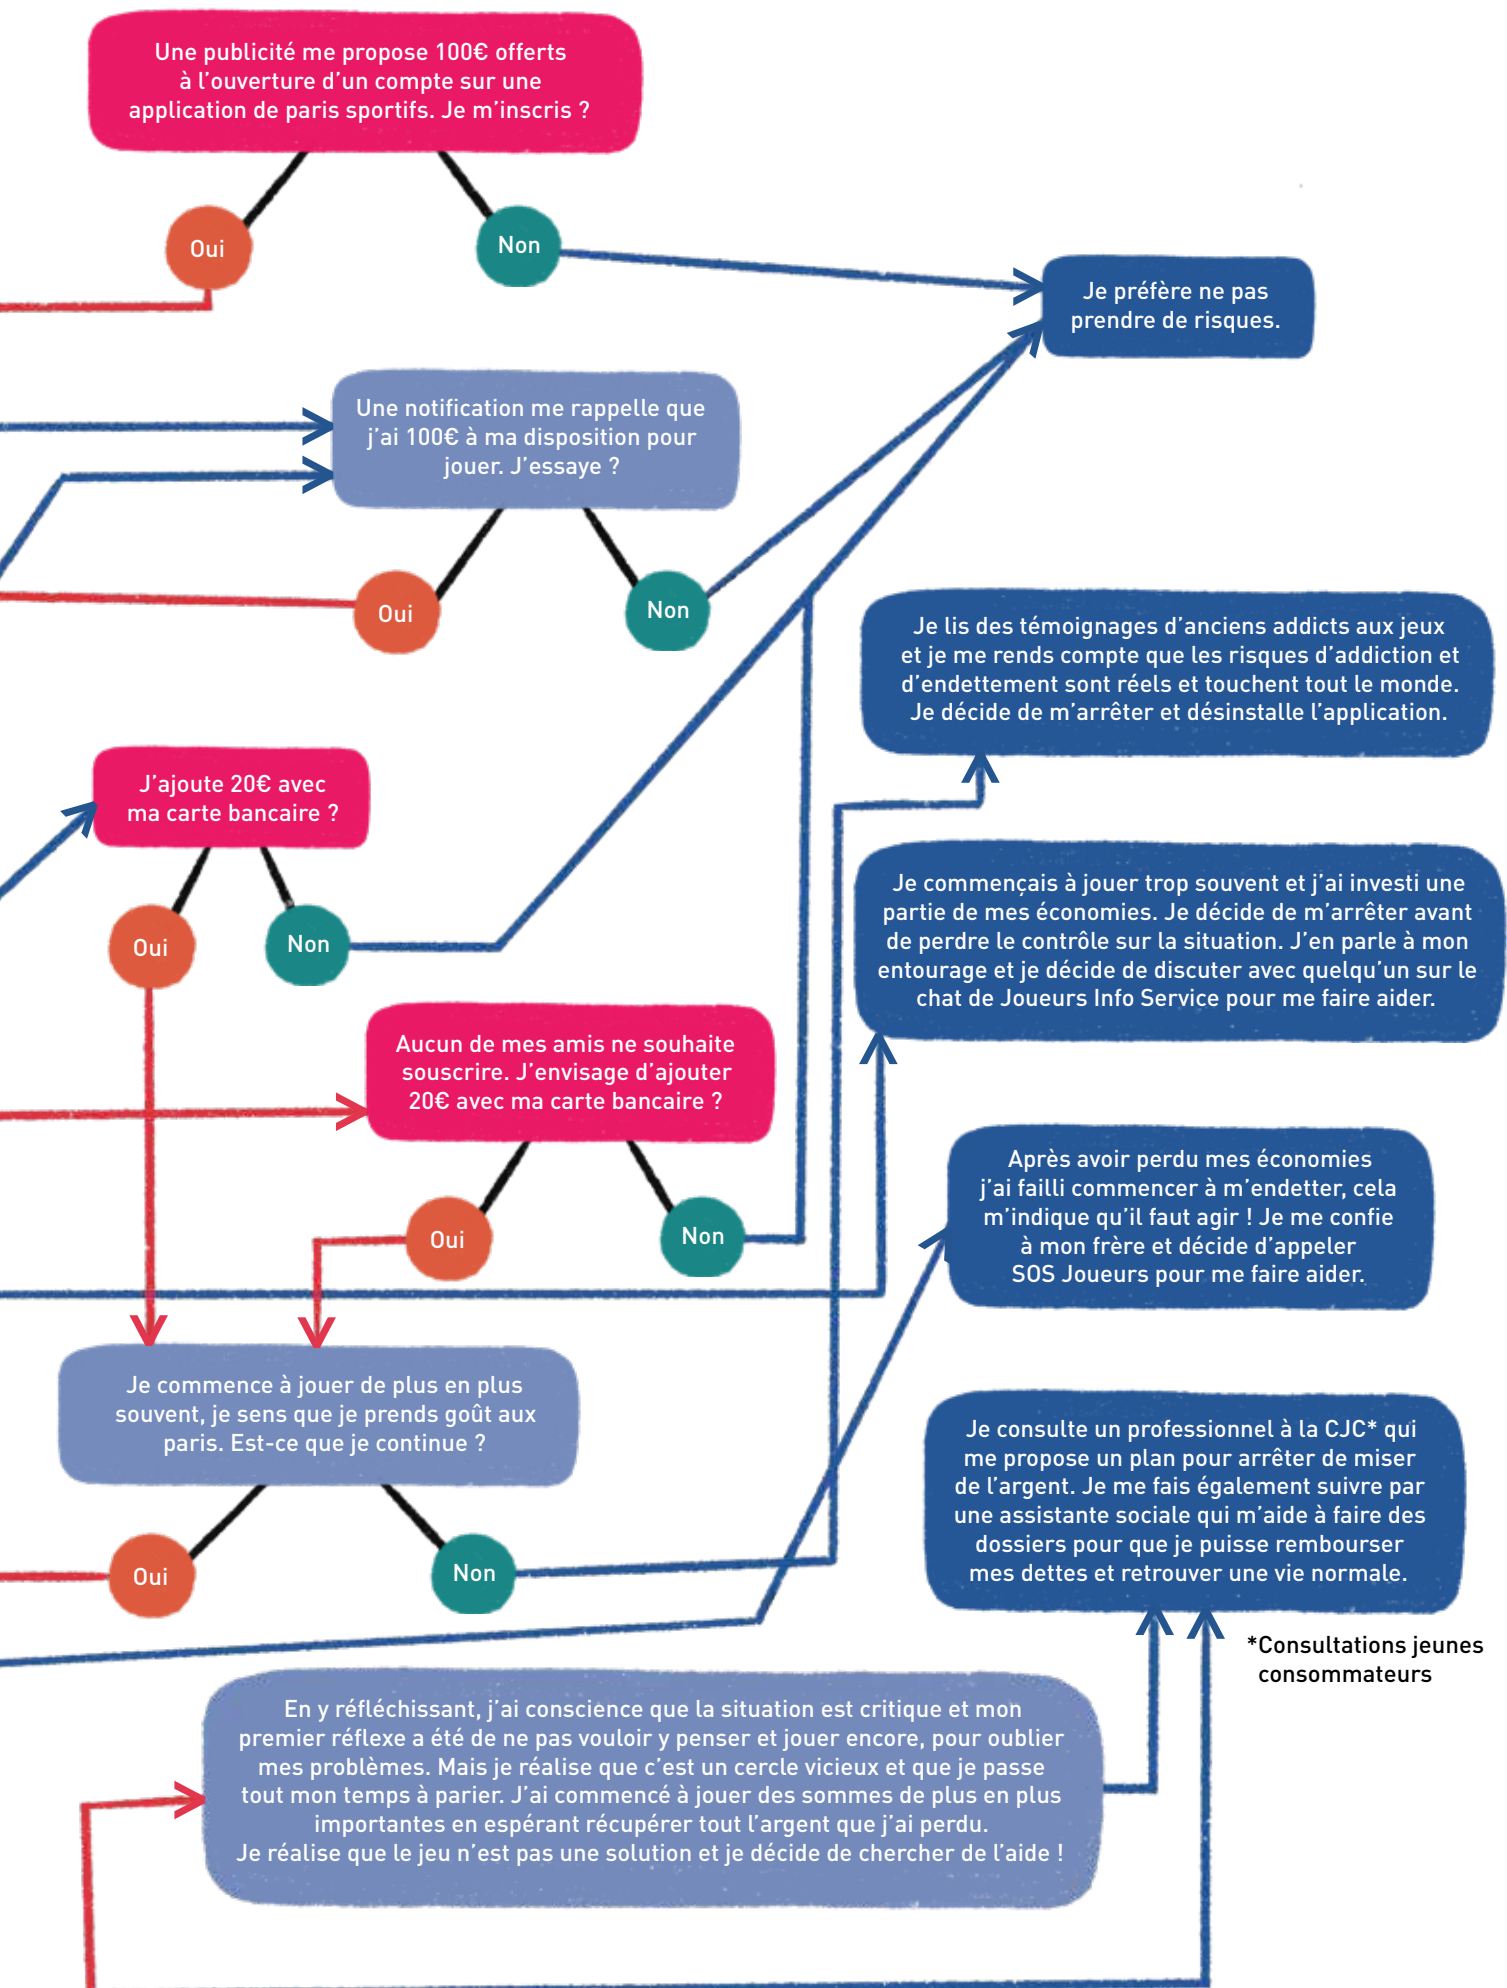 Une publicité me propose 100€ offerts
à l’ouverture d’un compte sur une
application de paris sportifs. Je m’inscris ?
Oui
Non
Je préfère ne pas
prendre de risques.
Une notification me rappelle que
j’ai 100€ à ma disposition pour
jouer. J’essaye ?
Oui
Non
Je lis des témoignages d’anciens addicts aux jeux
et je me rends compte que les risques d’addiction et
d’endettement sont réels et touchent tout le monde.
Je décide de m’arrêter et désinstalle l’application.
J’ajoute 20€ avec
ma carte bancaire ?
Oui
Non
Je commençais à jouer trop souvent et j’ai investi une
partie de mes économies. Je décide de m’arrêter avant
de perdre le contrôle sur la situation. J’en parle à mon
entourage et je décide de discuter avec quelqu’un sur le
chat de Joueurs Info Service pour me faire aider.
Aucun de mes amis ne souhaite
souscrire. J’envisage d’ajouter
20€ avec ma carte bancaire ?
Oui
Non
Après avoir perdu mes économies
j’ai failli commencer à m’endetter, cela
m’indique qu’il faut agir ! Je me confie
à mon frère et décide d’appeler
SOS Joueurs pour me faire aider.
Je commence à jouer de plus en plus
souvent, je sens que je prends goût aux
paris. Est-ce que je continue ?
Oui
Non
Je consulte un professionnel à la CJC* qui
me propose un plan pour arrêter de miser
de l’argent. Je me fais également suivre par
une assistante sociale qui m’aide à faire des
dossiers pour que je puisse rembourser
mes dettes et retrouver une vie normale.
*Consultations jeunes
consommateurs
En y réfléchissant, j’ai conscience que la situation est critique et mon
premier réflexe a été de ne pas vouloir y penser et jouer encore, pour oublier
mes problèmes. Mais je réalise que c’est un cercle vicieux et que je passe
tout mon temps à parier. J’ai commencé à jouer des sommes de plus en plus
importantes en espérant récupérer tout l’argent que j’ai perdu.
Je réalise que le jeu n’est pas une solution et je décide de chercher de l’aide !